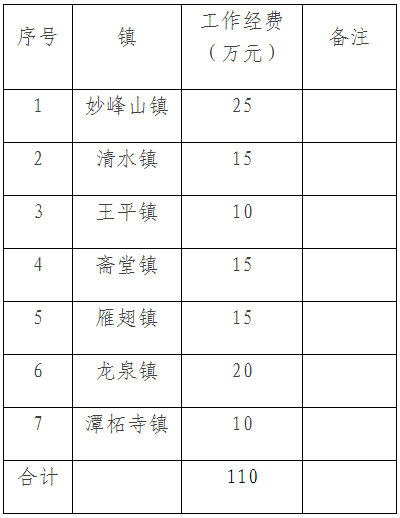 序号 镇 工作经费（万元） 备注
1 妙峰山镇 25
2 清水镇 15
3 王平镇 10
4 斋堂镇 15
5 雁翅镇 15
6 龙泉镇 20
7 潭柘寺镇 10
合计 110